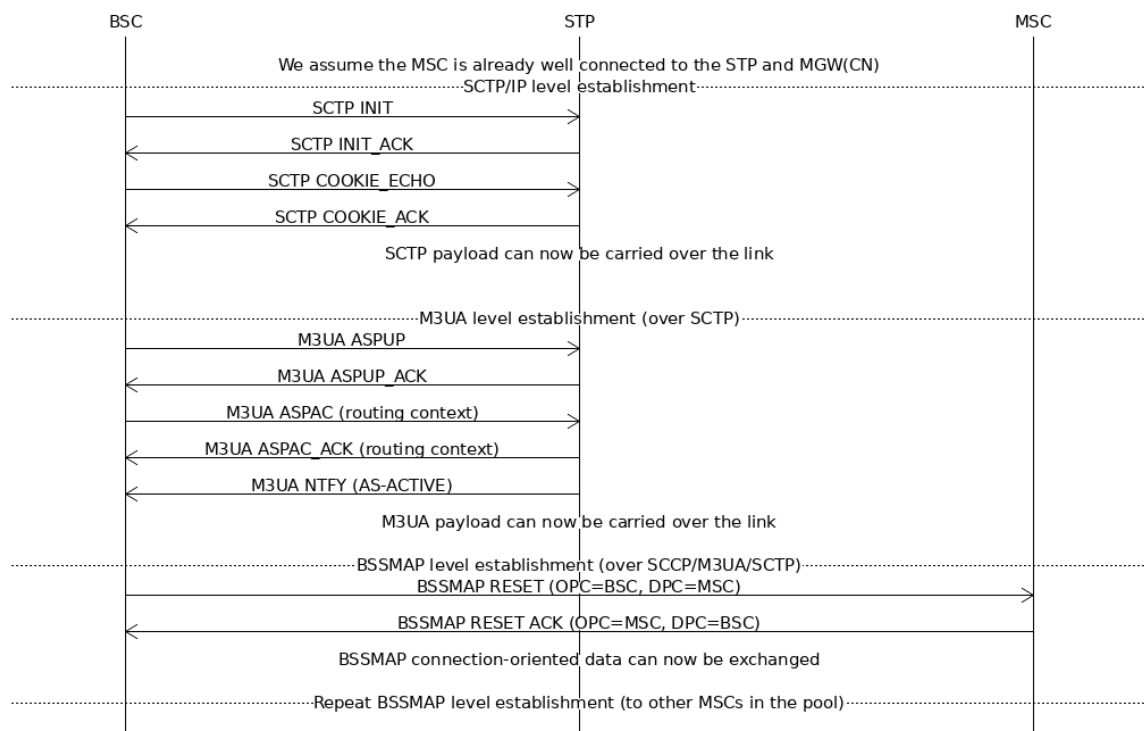 BSC STP MSC
We assume the MSC is already well connected to the STP and MGW(CN)
SCTP/IP level establishment
SCTP INIT
SCTP INIT_ACK
SCTP COOKIE_ECHO
SCTP COOKIE_ACK
SCTP payload can now be carried over the link
M3UA level establishment (over SCTP)
M3UA ASPUP
M3UA ASPUP_ACK
M3UA ASPAC (routing context)
M3UA ASPAC_ACK (routing context)
M3UA NTFY (AS-ACTIVE)
M3UA payload can now be carried over the link
BSSMAP level establishment (over SCCP/M3UA/SCTP)
BSSMAP RESET (OPC=BSC, DPC=MSC)
BSSMAP RESET ACK (OPC=MSC, DPC=BSC)
BSSMAP connection-oriented data can now be exchanged
Repeat BSSMAP level establishment (to other MSCs in the pool)